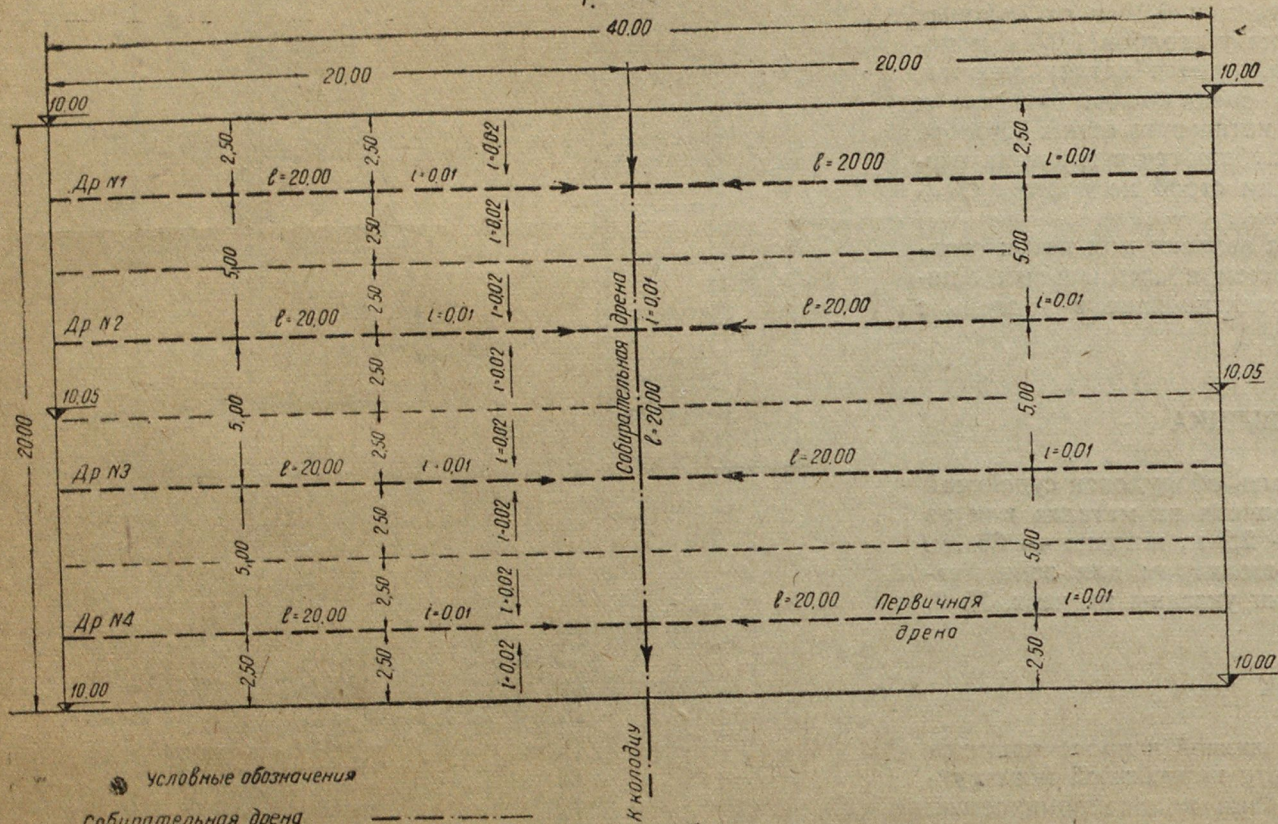 40.00
20,00
20,00
10,00
10,00
2,50
2,50
i=0,02
2,50
Др №1
l=20,00
i=0,01
l=20 00
i=0,01
5,00
2,50
i=0,02
5,00
2 50
i=0,02
Др №2
l=20,00
i=0,01
l=20,00
i=0,01
Собирательная дрена
l=20,00
i=0,01
10,05
10,05
2,50
i=0,02
5,00
2,50
i=0,02
5,00
20 00
Др №3
l=20,00
i=0,01
l=20,00
i=0,01
5,00
2 50
i=0,02
5,00
2,50
i=0,02
Др №4
l=20,00
i=0,01
l=20,00
Первичная
дрена
i=0,01
2,50
2,50
i=0,02
2,50
10,00
10,00
К колодцу
Условные обозначения
Собирательная дрена